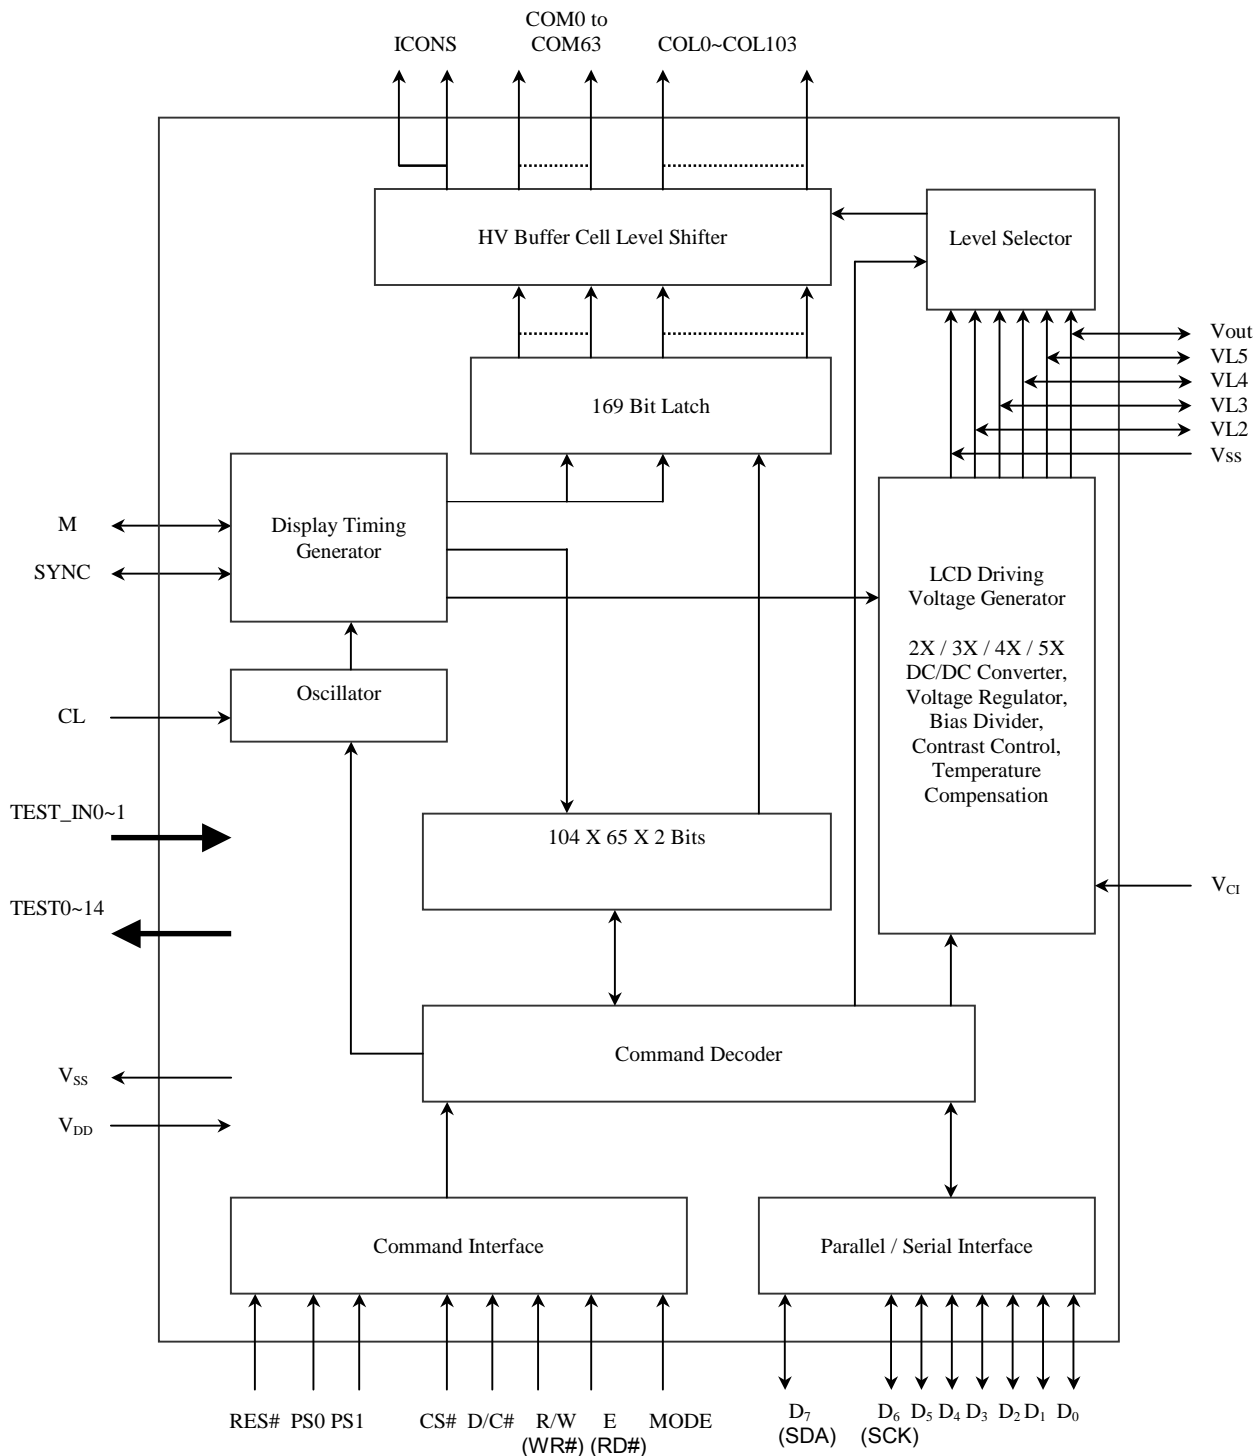 ICONS
COM0 to
COM63
COL0~COL103
HV Buffer Cell Level Shifter
Level Selector
Vout
VL5
VL4
VL3
VL2
Vss
169 Bit Latch
M
SYNC
Display Timing
Generator
LCD Driving
Voltage Generator
2X / 3X / 4X / 5X
DC/DC Converter,
Voltage Regulator,
Bias Divider,
Contrast Control,
Temperature
Compensation
Oscillator
CL
TEST_IN0~1
104 X 65 X 2 Bits
TEST0~14
VCI
Command Decoder
VSS
VDD
Command Interface
Parallel / Serial Interface
RES# PS0 PS1 CS# D/C# R/W E MODE
(WR#) (RD#)
D7 D6 D5 D4 D3 D2 D1 D0
(SDA) (SCK)